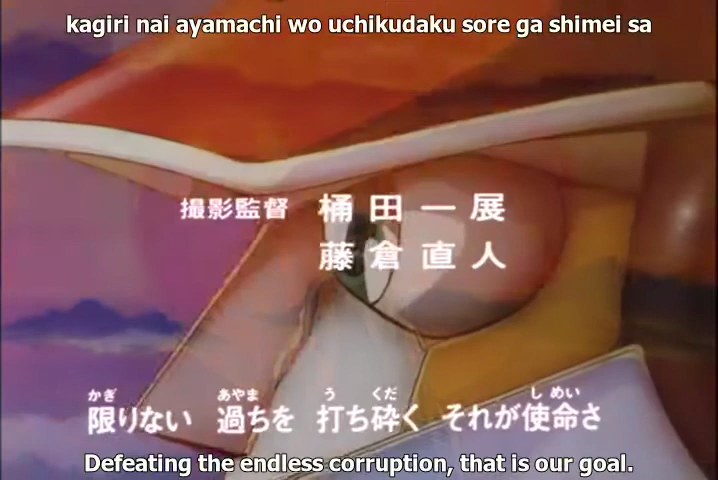 kagiri nai ayamachi wo uchikudaku sore ga shimei sa
撮影監督 桶田一展
藤倉直人
かぎ あやま う くだ し めい
限りない 過ちを 打ち砕く それが使命さ
Defeating the endless corruption, that is our goal.